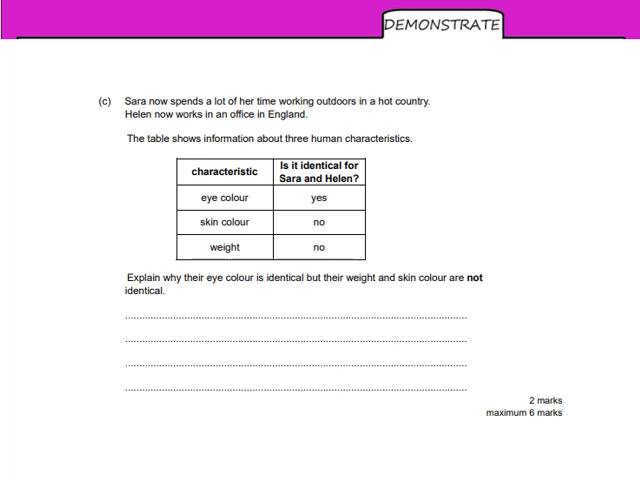 DEMONSTRATE
(c) Sara now spends a lot of her time working outdoors in a hot country.
Helen now works in an office in England.
The table shows information about three human characteristics.
characteristic Is it identical for Sara and Helen?
eye colour yes
skin colour no
weight no
Explain why their eye colour is identical but their weight and skin colour are not
identical.
2 marks
maximum 6 marks